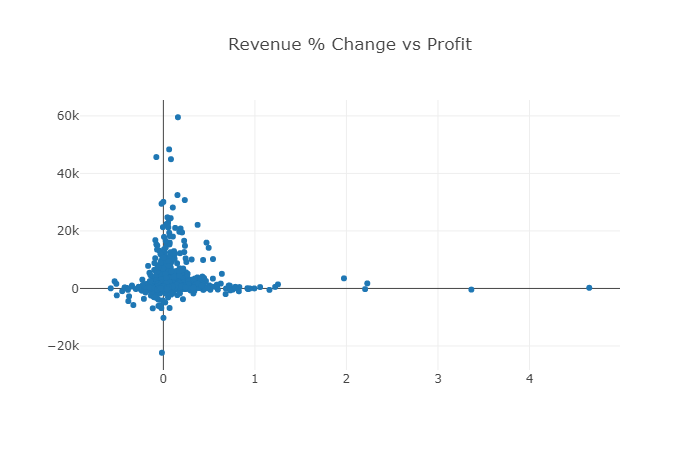 Revenue % Change vs Profit
60k
40k
20k
0
−20k
0 1 2 3 4